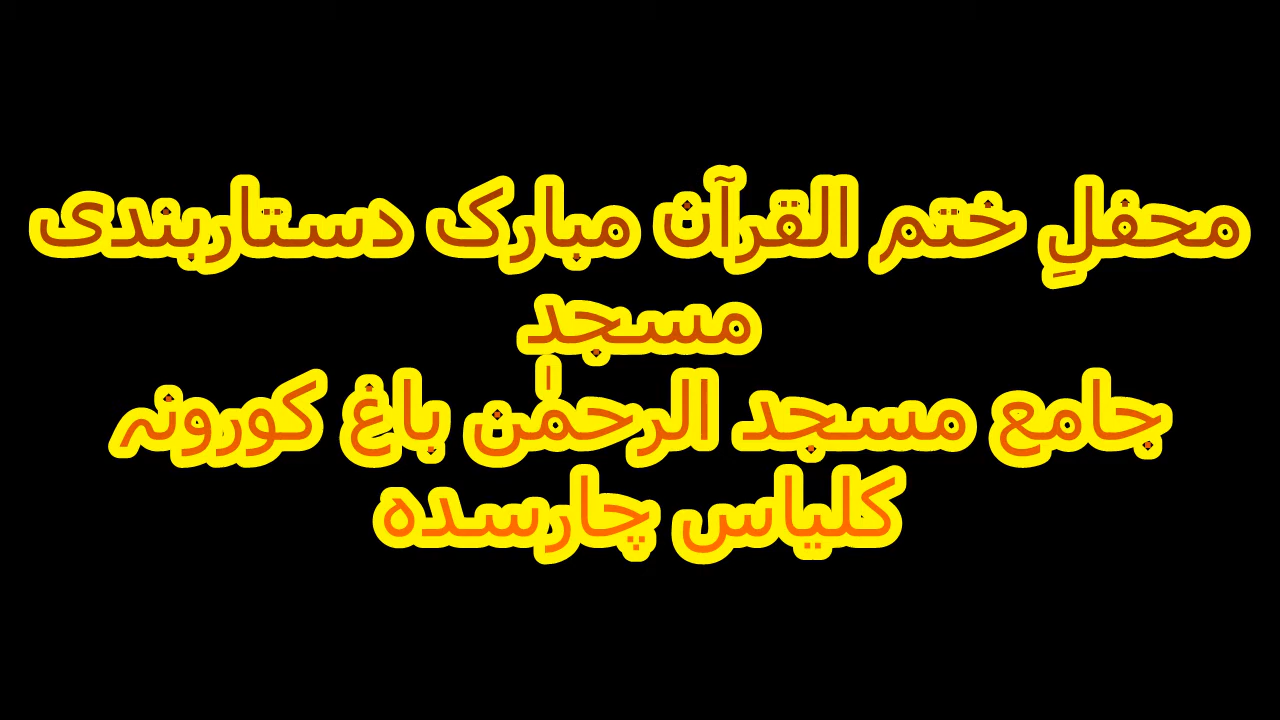 محفلِ ختم القرآن مبارک دستاربندی
مسجد
جامع مسجد الرحمٰن باغ کورونہ
کلیاس چارسدہ